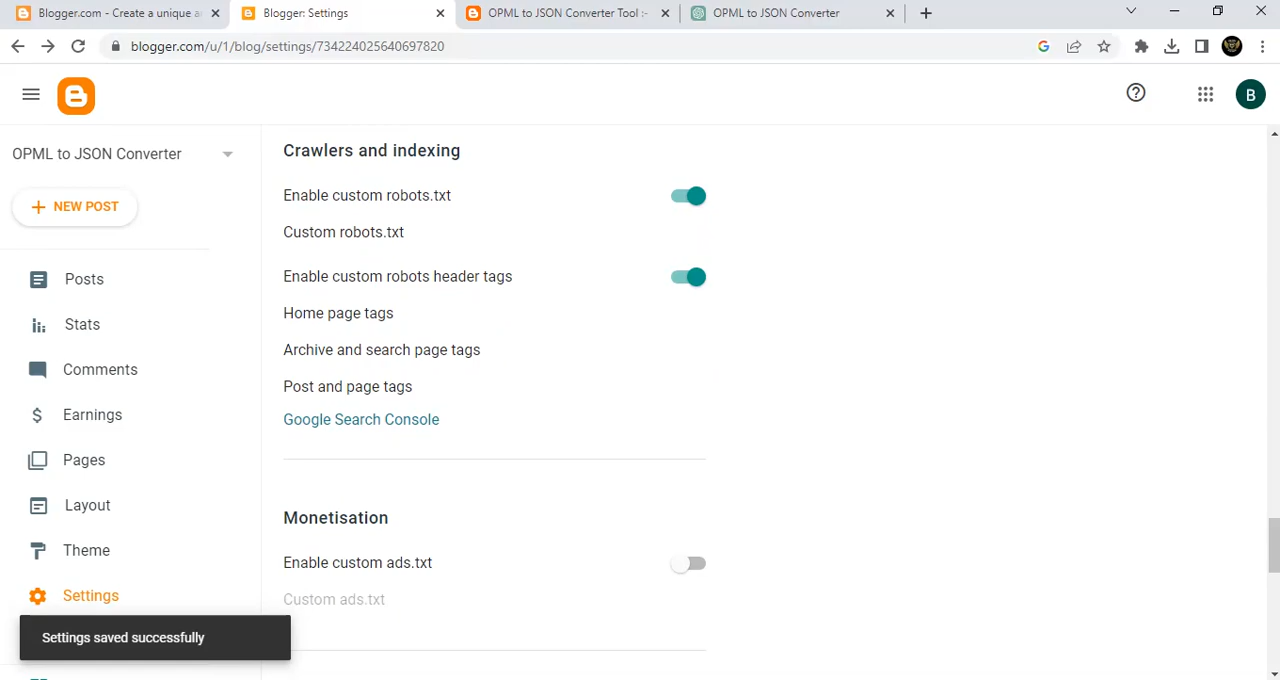 Blogger.com - Create a unique a
Blogger: Settings
OPML to JSON Converter Tool :-
OPML to JSON Converter
blogger.com/u/1/blog/settings/734224025640697820
B
OPML to JSON Converter
NEW POST
Posts
Stats
Comments
Earnings
Pages
Layout
Theme
Settings
Settings saved successfully
Crawlers and indexing
Enable custom robots.txt
Custom robots.txt
Enable custom robots header tags
Home page tags
Archive and search page tags
Post and page tags
Google Search Console
Monetisation
Enable custom ads.txt
Custom ads.txt